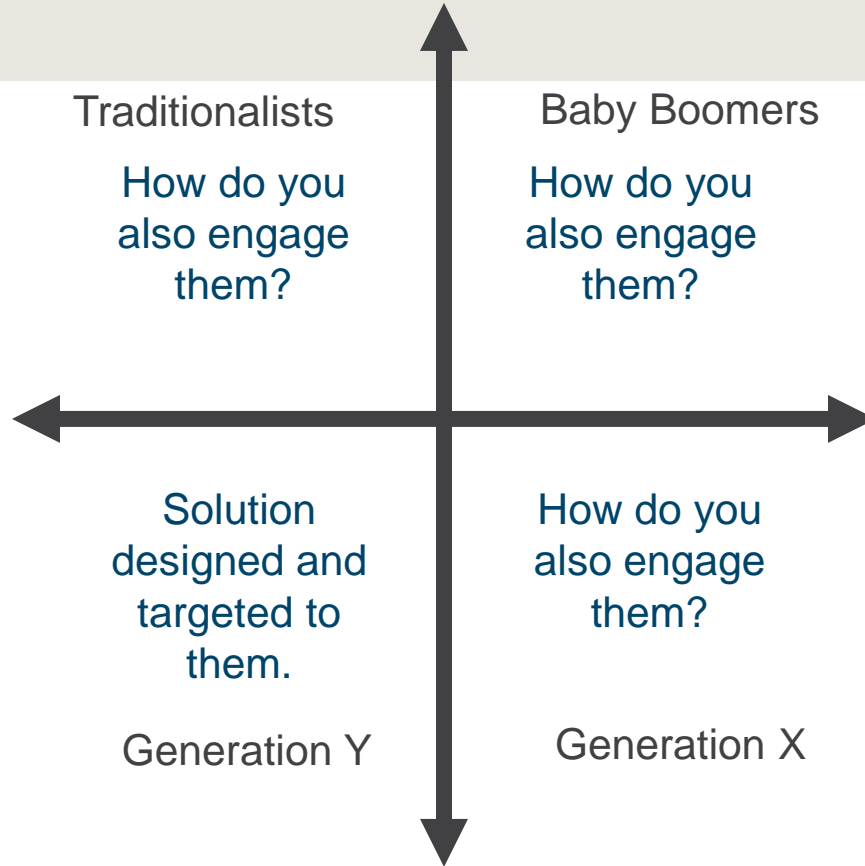 Traditionalists
How do you
also engage
them?
Baby Boomers
How do you
also engage
them?
Solution
designed and
targeted to
them.
Generation Y
How do you
also engage
them?
Generation X